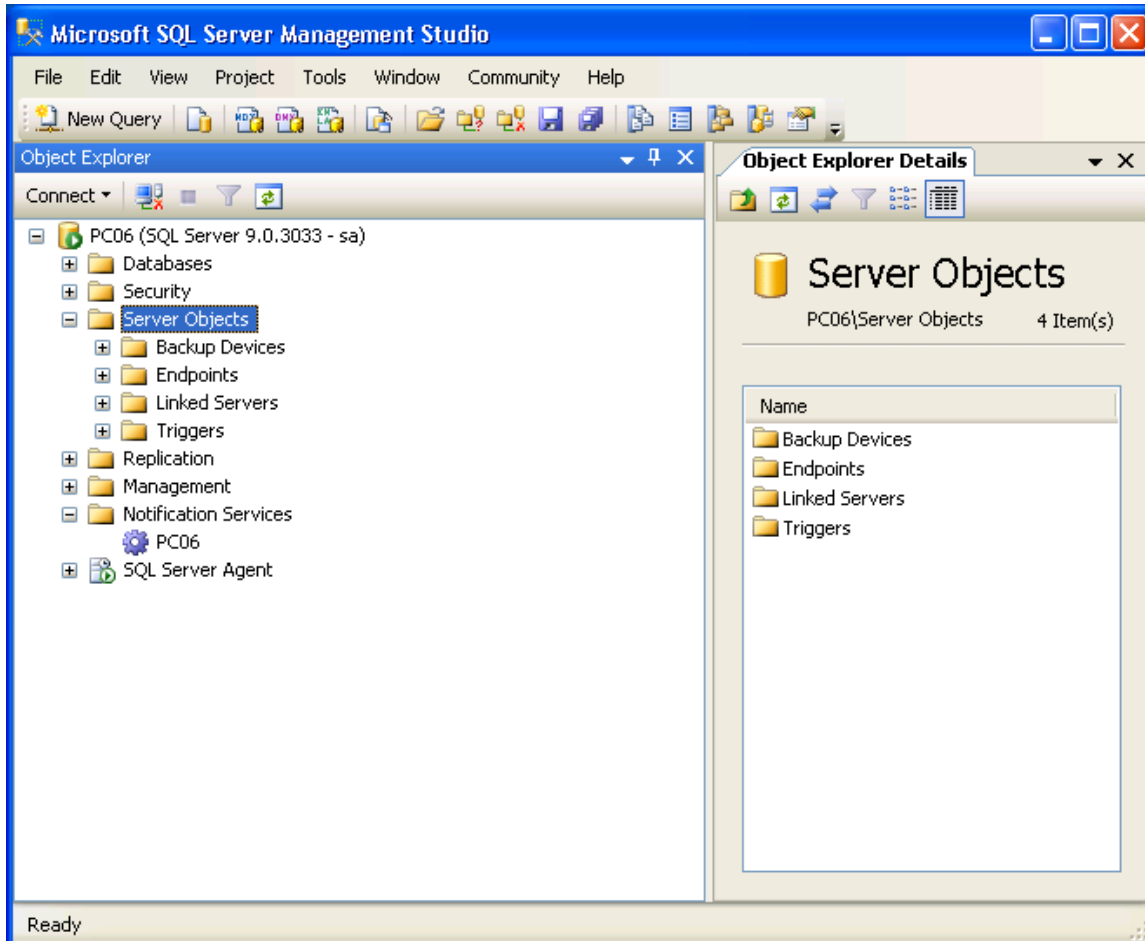 Microsoft SQL Server Management Studio
File Edit View Project Tools Window Community Help
New Query
Object Explorer
Connect
PC06 (SQL Server 9.0.3033 - sa)
Databases
Security
Server Objects
Backup Devices
Endpoints
Linked Servers
Triggers
Replication
Management
Notification Services
PC06
SQL Server Agent
Object Explorer Details
Server Objects
PC06\Server Objects 4 Item(s)
Name
Backup Devices
Endpoints
Linked Servers
Triggers
Ready